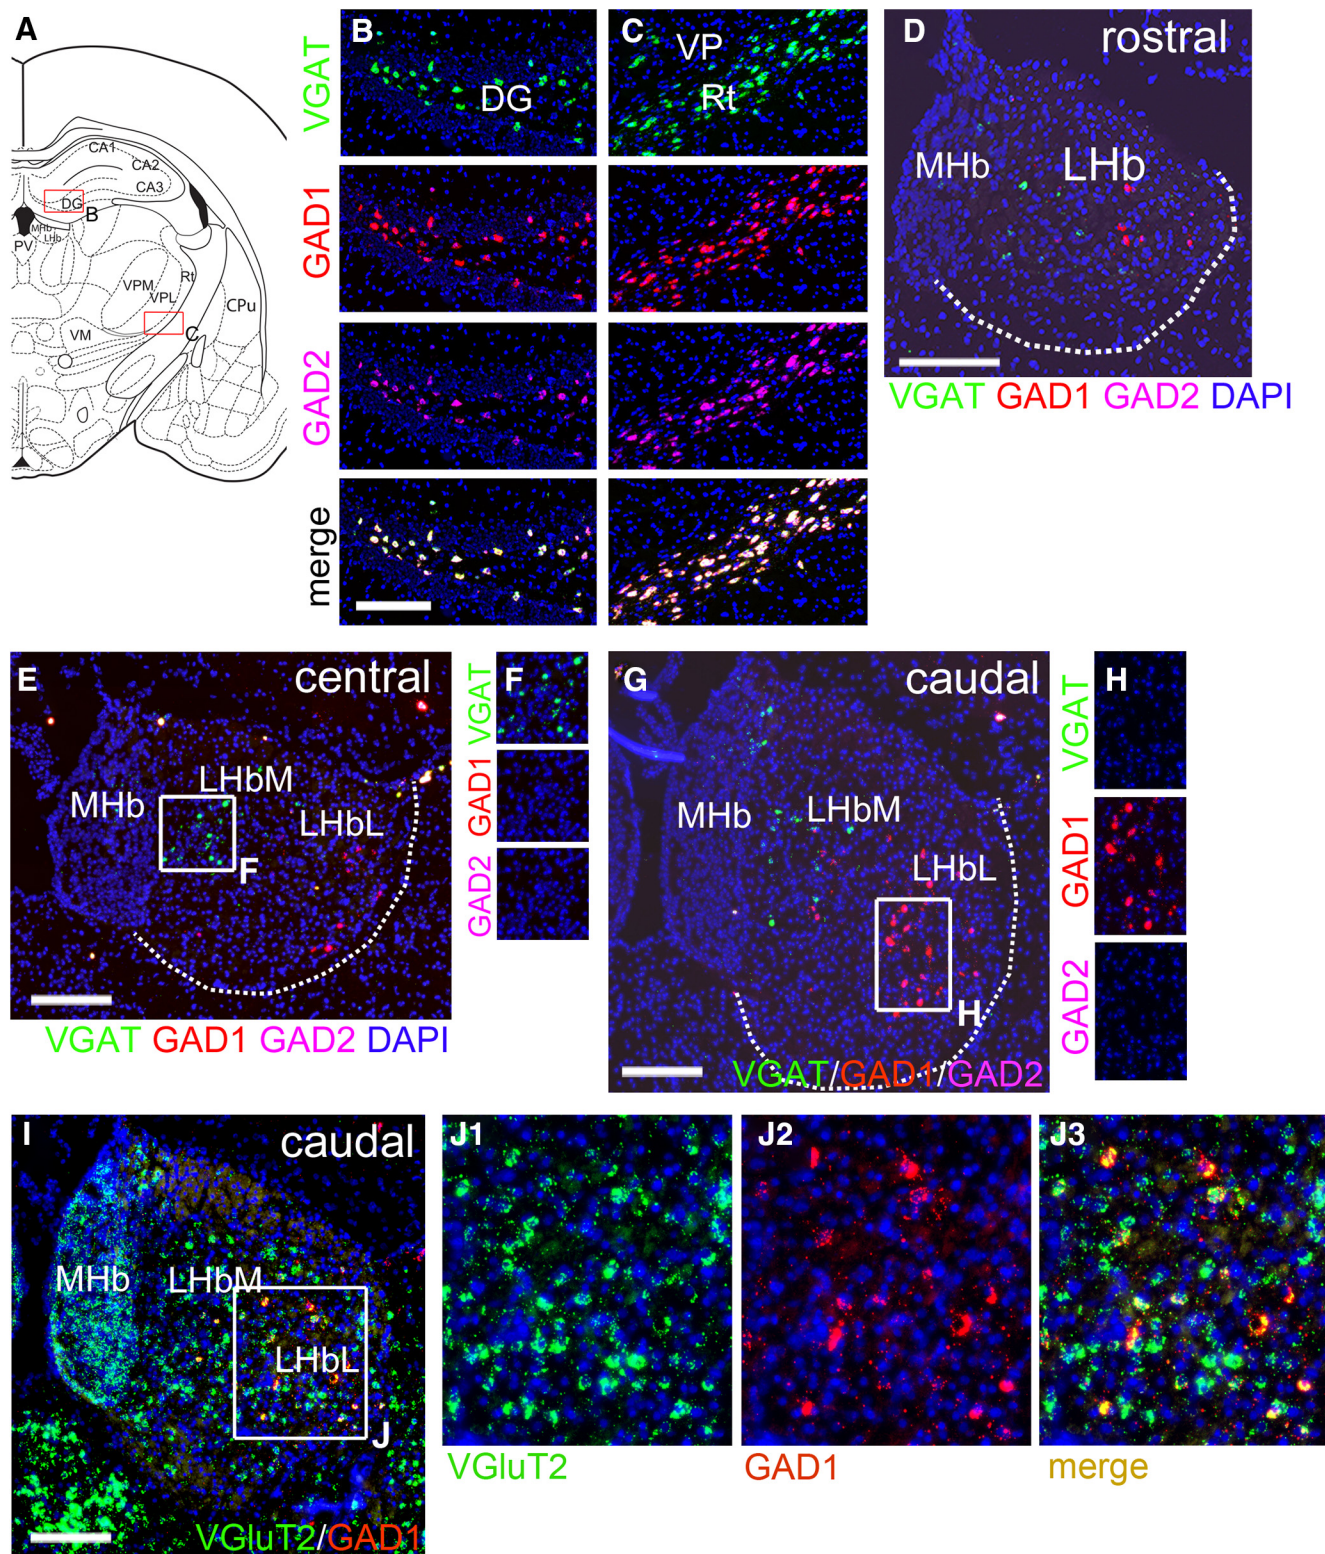 A
CA1
CA2
CA3
DG
B
MHb
LHb
PV
Rt
VPM
VPL
CPu
VM
C
VGAT
GAD1
GAD2
merge
B
DG
C
VP
Rt
D
rostral
MHb
LHb
VGAT GAD1 GAD2 DAPI
E
central
LHbM
MHb
LHbL
F
VGAT GAD1 GAD2 DAPI
F
VGAT
GAD1
GAD2
G
caudal
MHb
LHbM
LHbL
H
VGAT/GAD1/GAD2
H
VGAT
GAD1
GAD2
I
caudal
MHb
LHbM
LHbL
J
VGluT2/GAD1
J1
VGluT2
J2
GAD1
J3
merge